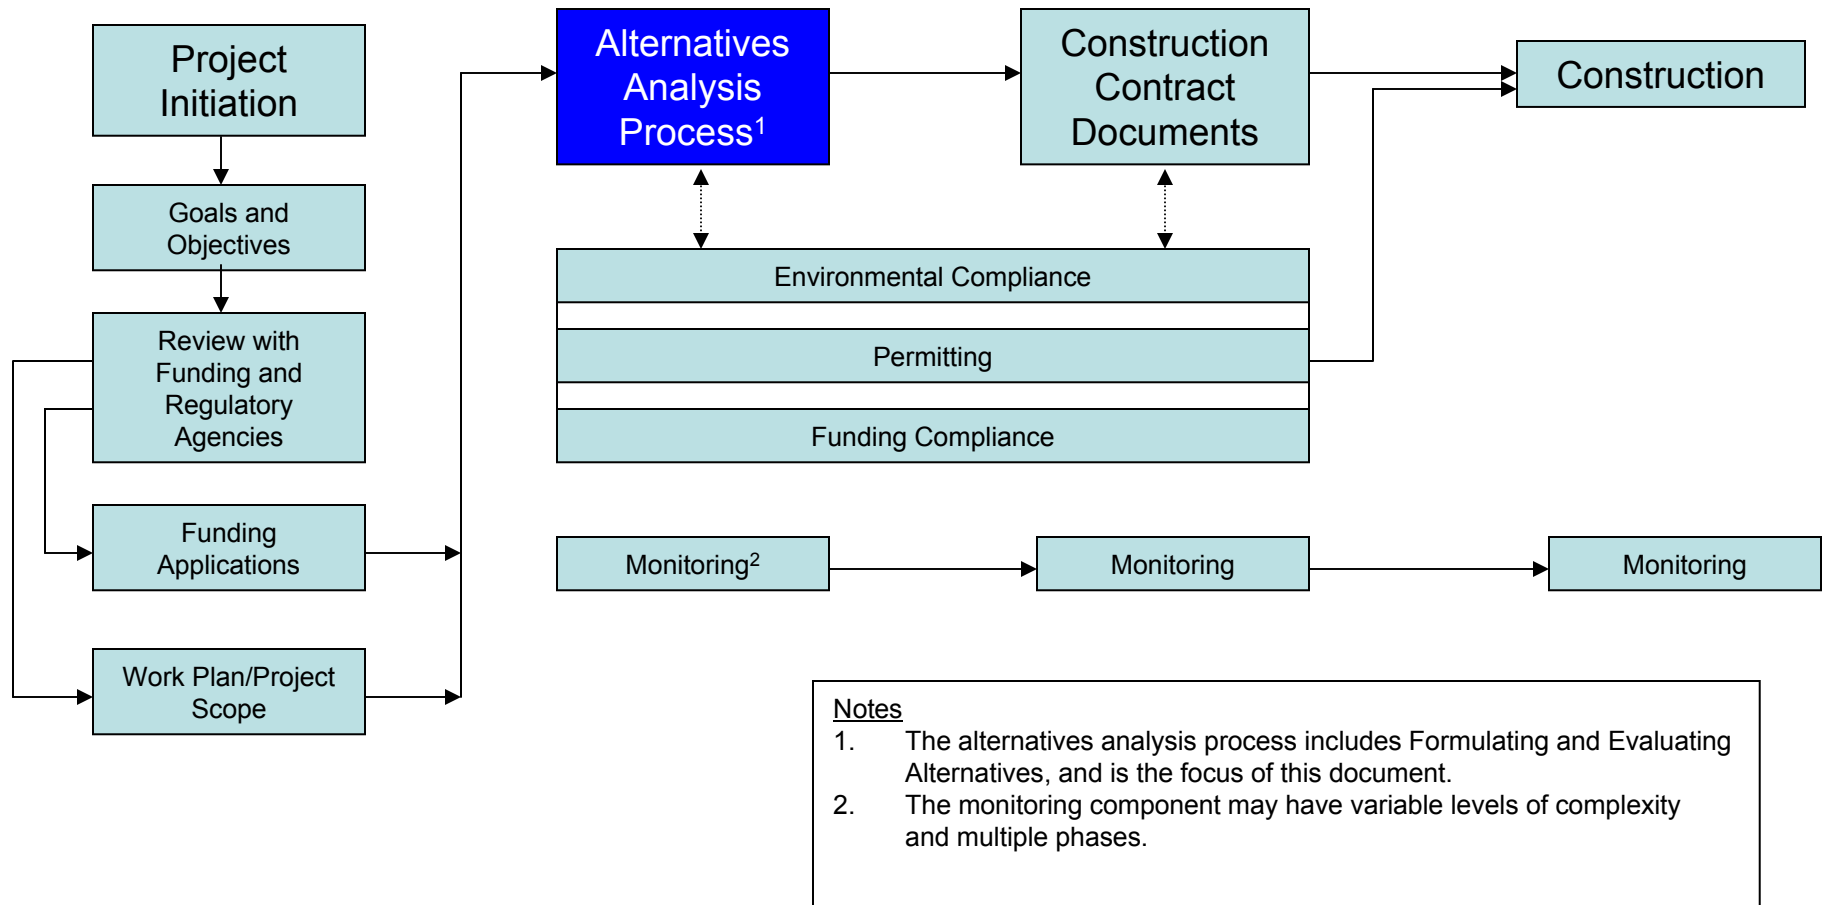 Project
Initiation
Goals and
Objectives
Review with
Funding and
Regulatory
Agencies
Funding
Applications
Work Plan/Project
Scope
Alternatives
Analysis
Process¹
Construction
Contract
Documents
Construction
Environmental Compliance
Permitting
Funding Compliance
Monitoring²
Monitoring
Monitoring
Notes
1. The alternatives analysis process includes Formulating and Evaluating
Alternatives, and is the focus of this document.
2. The monitoring component may have variable levels of complexity
and multiple phases.